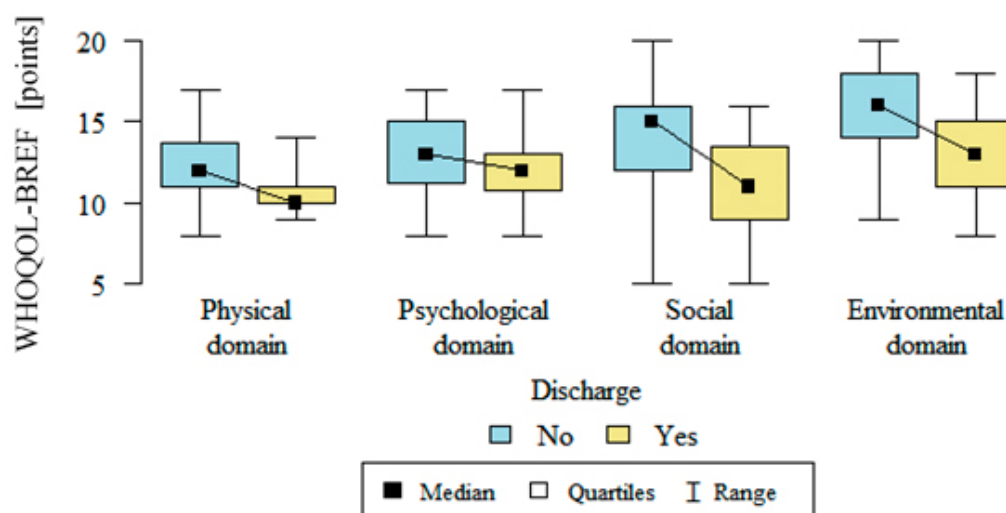 WHOQOL-BREF [points]
20
15
10
5
Physical domain
Psychological domain
Social domain
Environmental domain
Discharge
No Yes
Median Quartiles Range